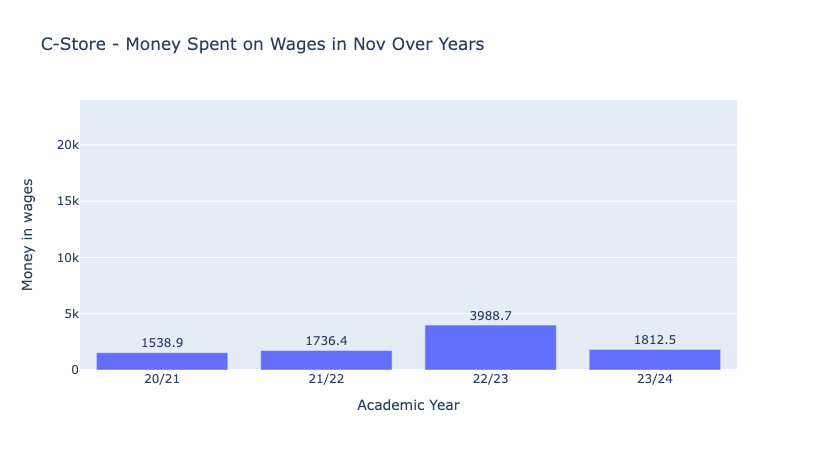 C-Store - Money Spent on Wages in Nov Over Years
Money in wages
20k
15k
10k
5k
0
1538.9
1736.4
3988.7
1812.5
20/21
21/22
22/23
23/24
Academic Year